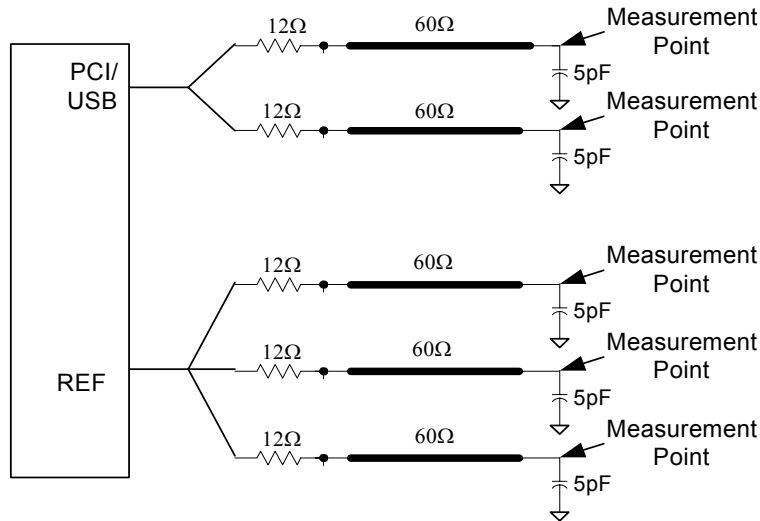 12Ω 60Ω Measurement
Point
5pF
PCI/
USB
12Ω 60Ω Measurement
Point
5pF
12Ω 60Ω Measurement
Point
5pF
REF
12Ω 60Ω Measurement
Point
5pF
12Ω 60Ω Measurement
Point
5pF